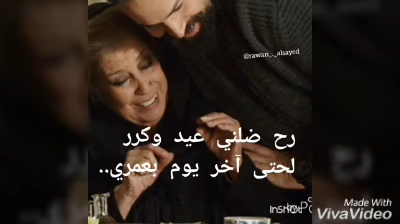 @rawan_._alsayed
رح ضلني عيد وكرر
لحتى آخر يوم بعمري..
Made With
VivaVideo
InShot